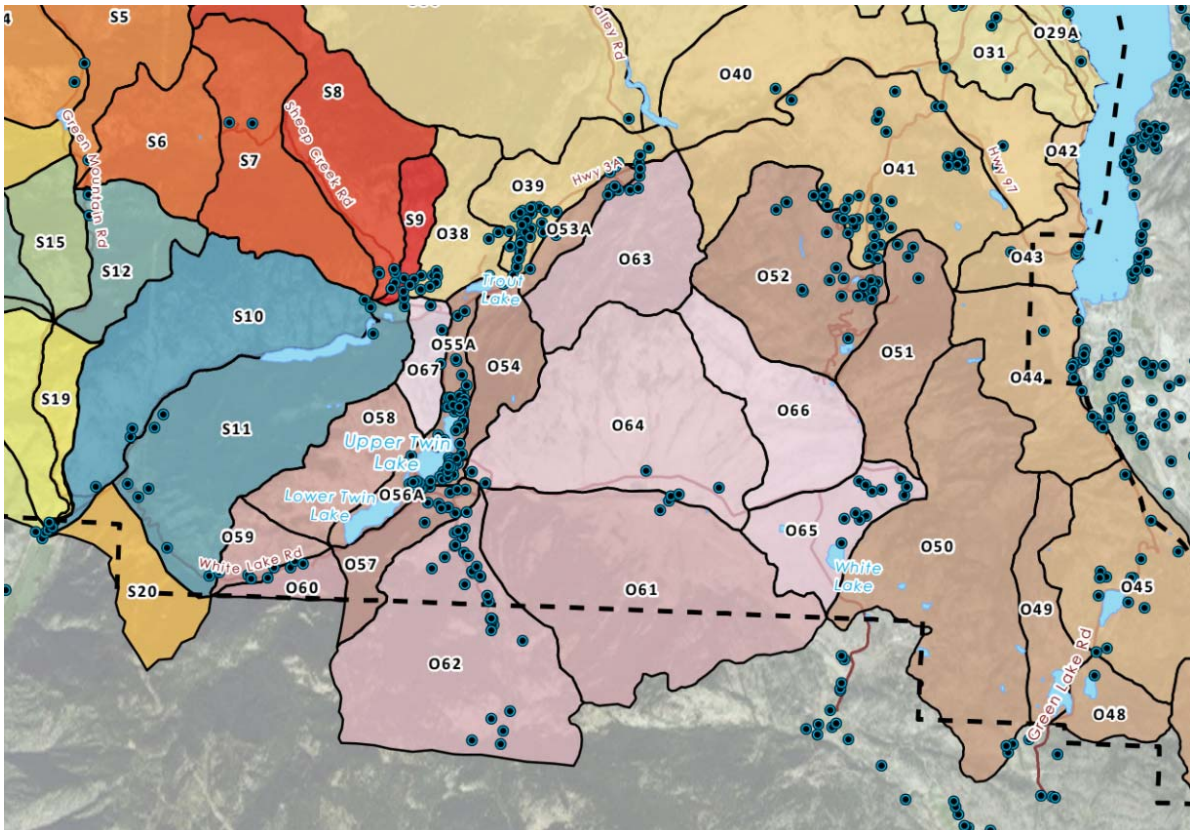 S5
O29A
O31
Valley Rd
S8
O40
Green Mountain Rd
S6
S7
Sheep Creek Rd
O41
Hwy 97
O42
Hwy 3A
O39
S9
O38
O53A
S15
S12
O63
O43
O52
Trout
Lake
S10
O55A
O54
O51
O67
O44
S19
O58
O66
S11
O64
Upper Twin
Lake
Lower Twin
Lake
O56A
O59
O65
O50
White Lake Rd
O57
White
Lake
S20
O60
O61
O49
O45
O62
Green Lake Rd
O48